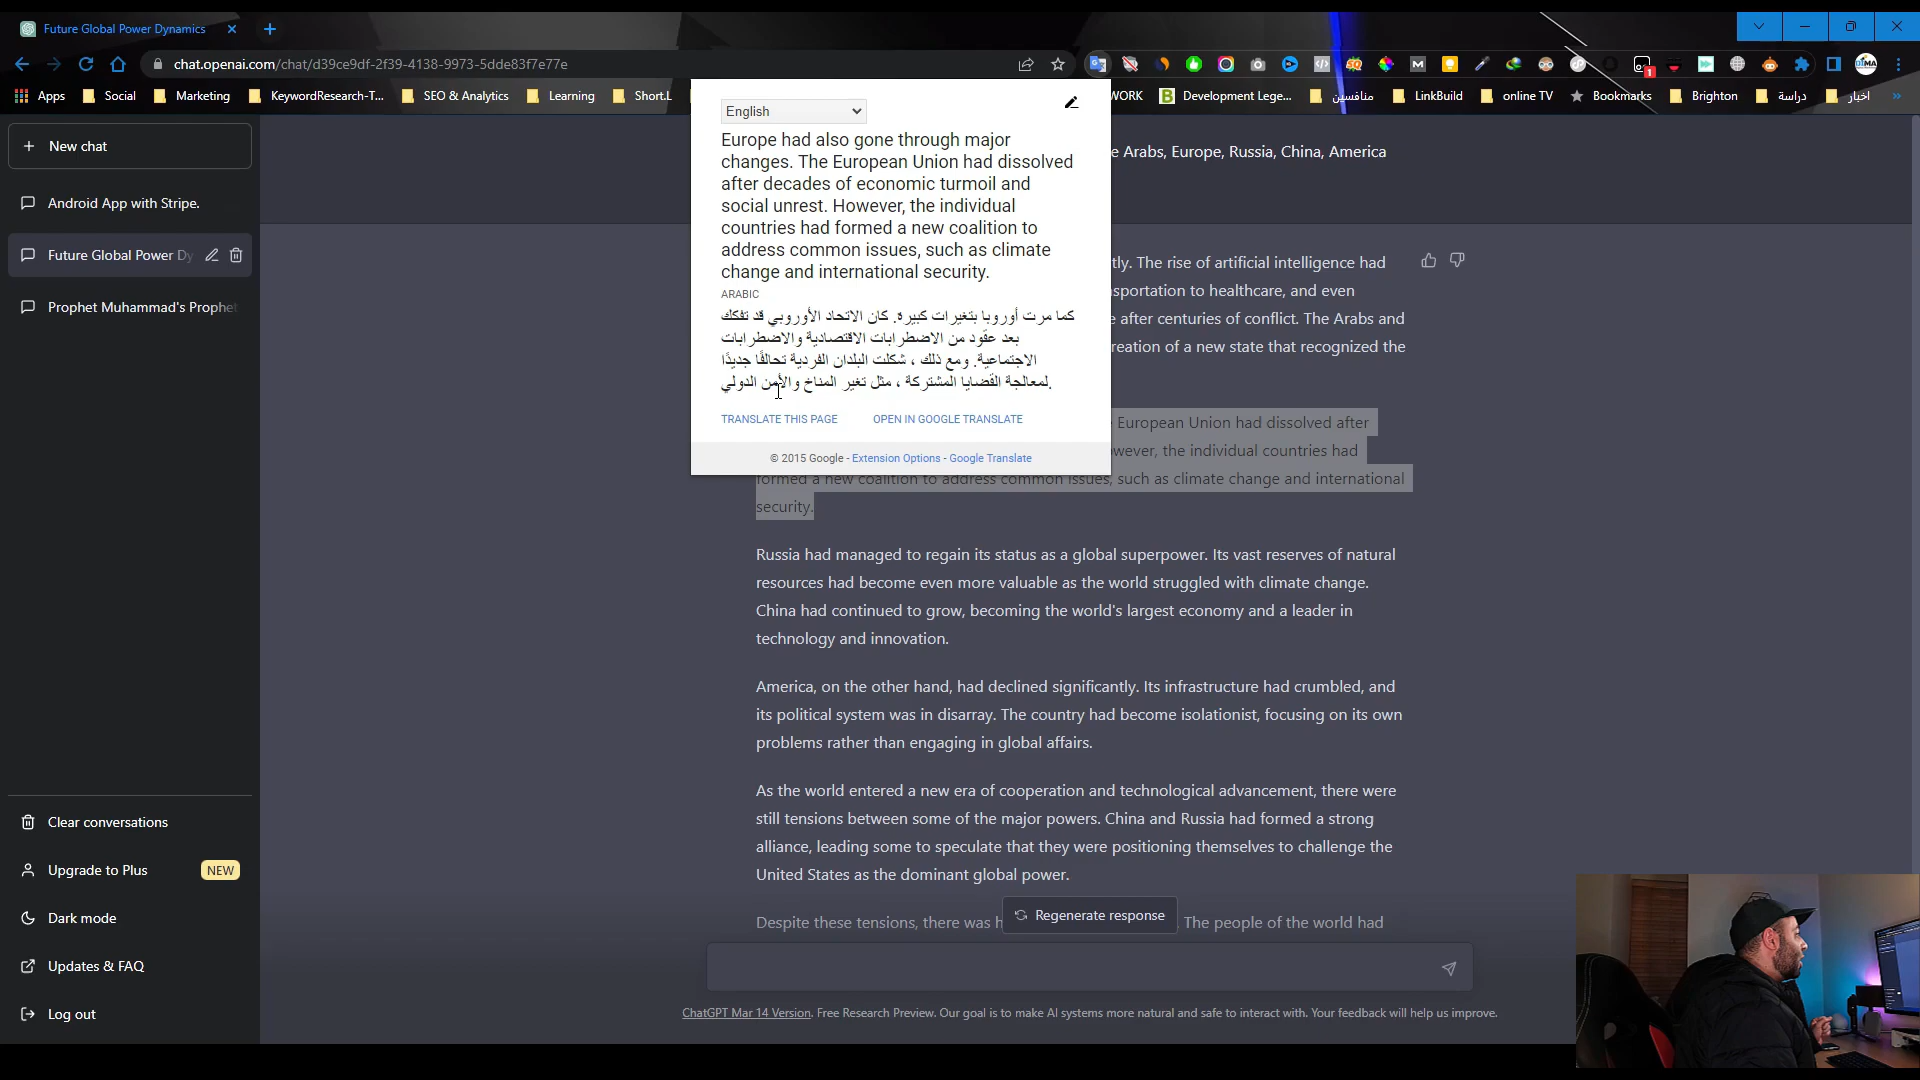 Future Global Power Dynamics
chat.openai.com/chat/d39ce9df-2f39-4138-9973-5dde83f7e77e
Apps
Social
Marketing
KeywordResearch-T...
SEO & Analytics
Learning
Short.L
WORK
Development Lege...
منافسين
LinkBuild
online TV
Bookmarks
Brighton
دراسة
اخبار
New chat
Android App with Stripe.
Future Global Power Dy
Prophet Muhammad's Prophet
Clear conversations
Upgrade to Plus
NEW
Dark mode
Updates & FAQ
Log out
English
Europe had also gone through major
changes. The European Union had dissolved
after decades of economic turmoil and
social unrest. However, the individual
countries had formed a new coalition to
address common issues, such as climate
change and international security.
ARABIC
كما مرت أوروبا بتغيرات كبيرة. كان الاتحاد الأوروبي قد تفكك
بعد عقود من الاضطرابات الاقتصادية والاضطرابات
الاجتماعية. ومع ذلك ، شكلت البلدان الفردية تحالفًا جديدًا
لمعالجة القضايا المشتركة ، مثل تغير المناخ والأمن الدولي.
TRANSLATE THIS PAGE
OPEN IN GOOGLE TRANSLATE
© 2015 Google - Extension Options - Google Translate
e Arabs, Europe, Russia, China, America
tly. The rise of artificial intelligence had
sportation to healthcare, and even
e after centuries of conflict. The Arabs and
reation of a new state that recognized the
European Union had dissolved after
wever, the individual countries had
formed a new coalition to address common issues, such as climate change and international
security.
Russia had managed to regain its status as a global superpower. Its vast reserves of natural
resources had become even more valuable as the world struggled with climate change.
China had continued to grow, becoming the world's largest economy and a leader in
technology and innovation.
America, on the other hand, had declined significantly. Its infrastructure had crumbled, and
its political system was in disarray. The country had become isolationist, focusing on its own
problems rather than engaging in global affairs.
As the world entered a new era of cooperation and technological advancement, there were
still tensions between some of the major powers. China and Russia had formed a strong
alliance, leading some to speculate that they were positioning themselves to challenge the
United States as the dominant global power.
Despite these tensions, there was h
The people of the world had
Regenerate response
ChatGPT Mar 14 Version. Free Research Preview. Our goal is to make AI systems more natural and safe to interact with. Your feedback will help us improve.